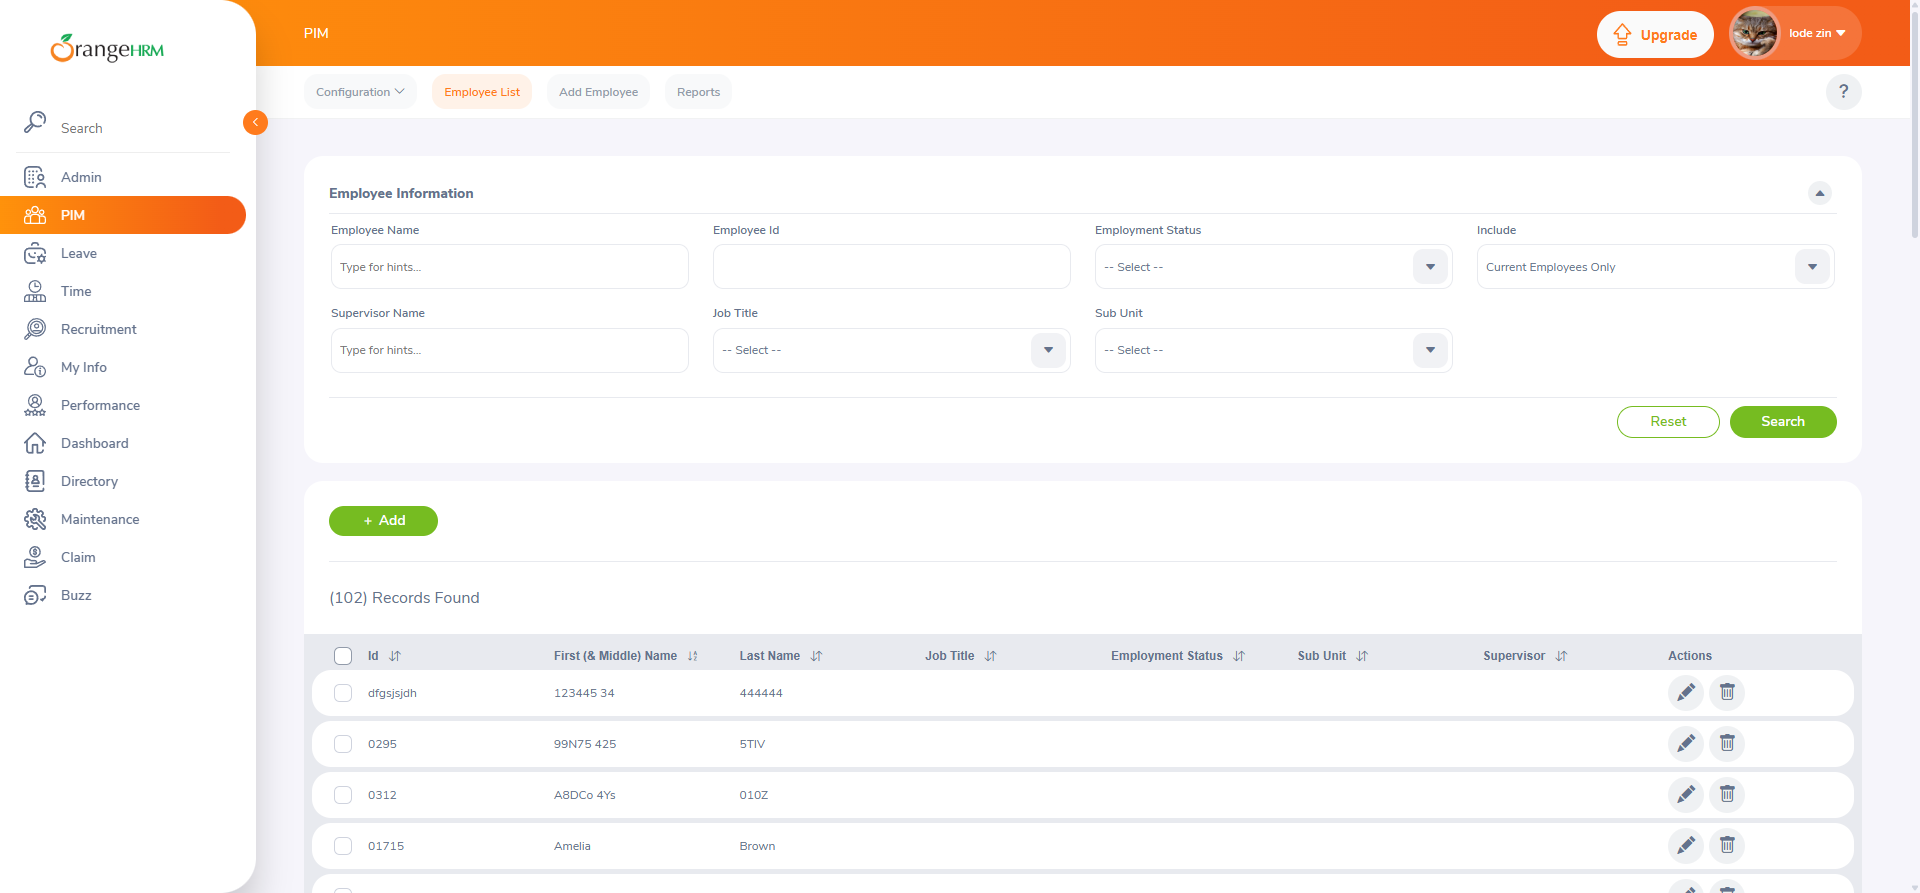 OrangeHRM
Search
Admin
PIM
Leave
Time
Recruitment
My Info
Performance
Dashboard
Directory
Maintenance
Claim
Buzz
PIM
Upgrade
lode zin
Configuration
Employee List
Add Employee
Reports
?
Employee Information
Employee Name
Employee Id
Employment Status
Include
Type for hints...
-- Select --
Current Employees Only
Supervisor Name
Job Title
Sub Unit
Type for hints...
-- Select --
-- Select --
Reset
Search
+ Add
(102) Records Found
Id First (& Middle) Name Last Name Job Title Employment Status Sub Unit Supervisor Actions
dfgsjsjdh 123445 34 444444
0295 99N75 425 5TIV
0312 A8DCo 4Ys 010Z
01715 Amelia Brown